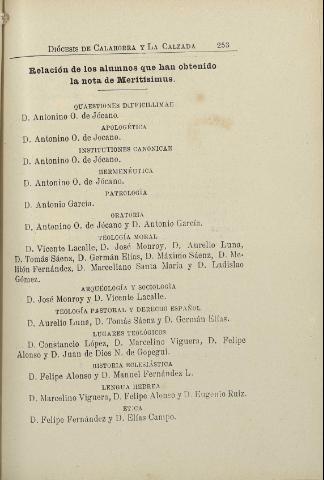 DIÓCESIS DE CALAHORRA Y LA CALZADA 253
Relación de los alumnos que han obtenido
la nota de Meritísimus.
QUAESTIONES DIFFICILLIMAE
D. Antonino O. de Jócano.
APOLOGÉTICA
D. Antonino O. de Jócano.
INSTITUTIONES CANONICAE
D. Antonino O. de Jócano.
HERMENÉUTICA
D. Antonino O. de Jócano.
PATROLOGÍA
D. Antonio García.
ORATORIA
D. Antonino O. de Jócano y D. Antonio García.
TEOLOGÍA MORAL
D. Vicente Lacalle, D. José Monroy, D. Aurelio Luna,
D. Tomás Sáenz, D. Germán Elías, D. Máximo Sáenz, D. Me-
litón Fernández, D. Marceliano Santa María y D. Ladislao
Gómez.
ARQUEOLOGÍA Y SOCIOLOGÍA
D. José Monroy y D. Vicente Lacalle.
TEOLOGÍA PASTORAL Y DERECHO ESPAÑOL
D. Aurelio Luna, D. Tomás Sáenz y D. Germán Elías.
LUGARES TEOLÓGICOS
D. Constancio López, D. Marcelino Viguera, D. Felipe
Alonso y D. Juan de Dios N. de Gopegui.
HISTORIA ECLESIÁSTICA
D. Felipe Alonso y D. Manuel Fernández L.
LENGUA HEBREA
D. Marcelino Viguera, D. Felipe Alonso y D. Eugenio Ruiz.
ÉTICA
D. Felipe Fernández y D. Elías Campo.